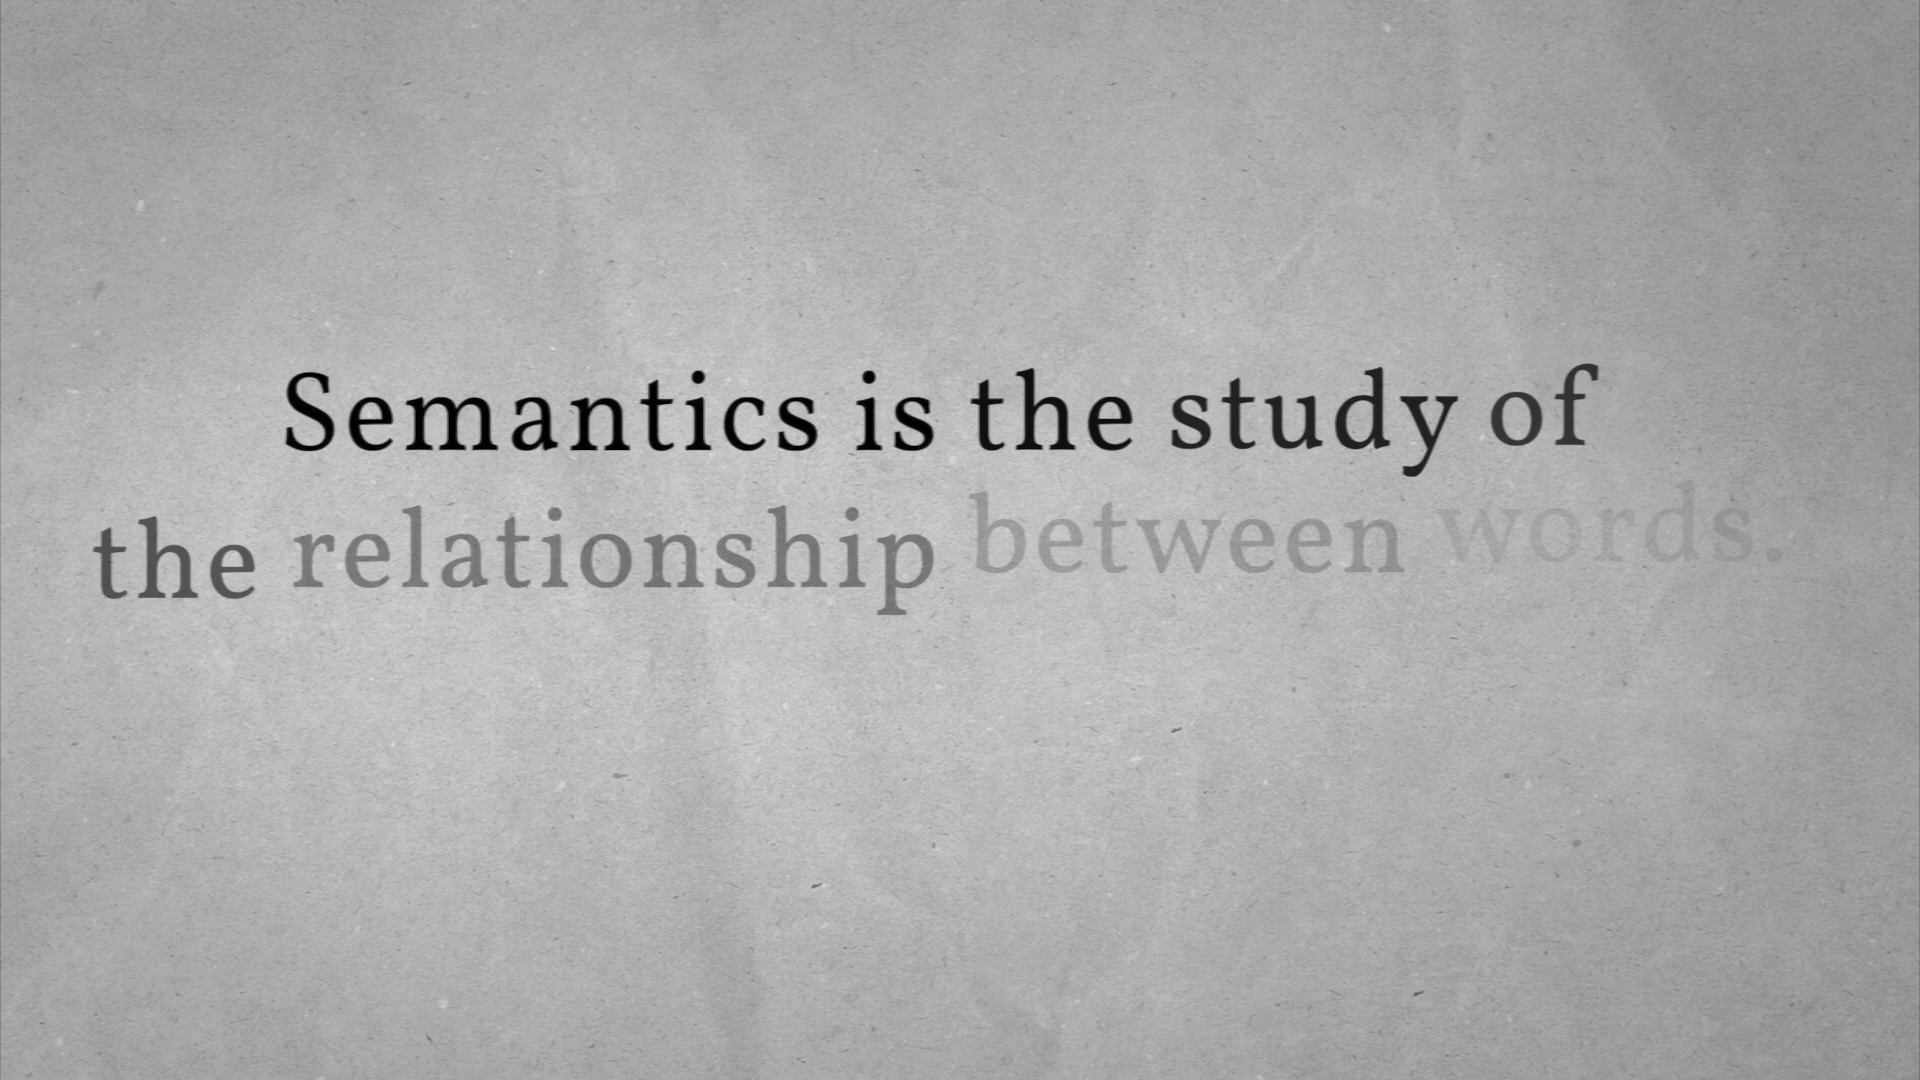 Semantics is the study of
the relationship between words.